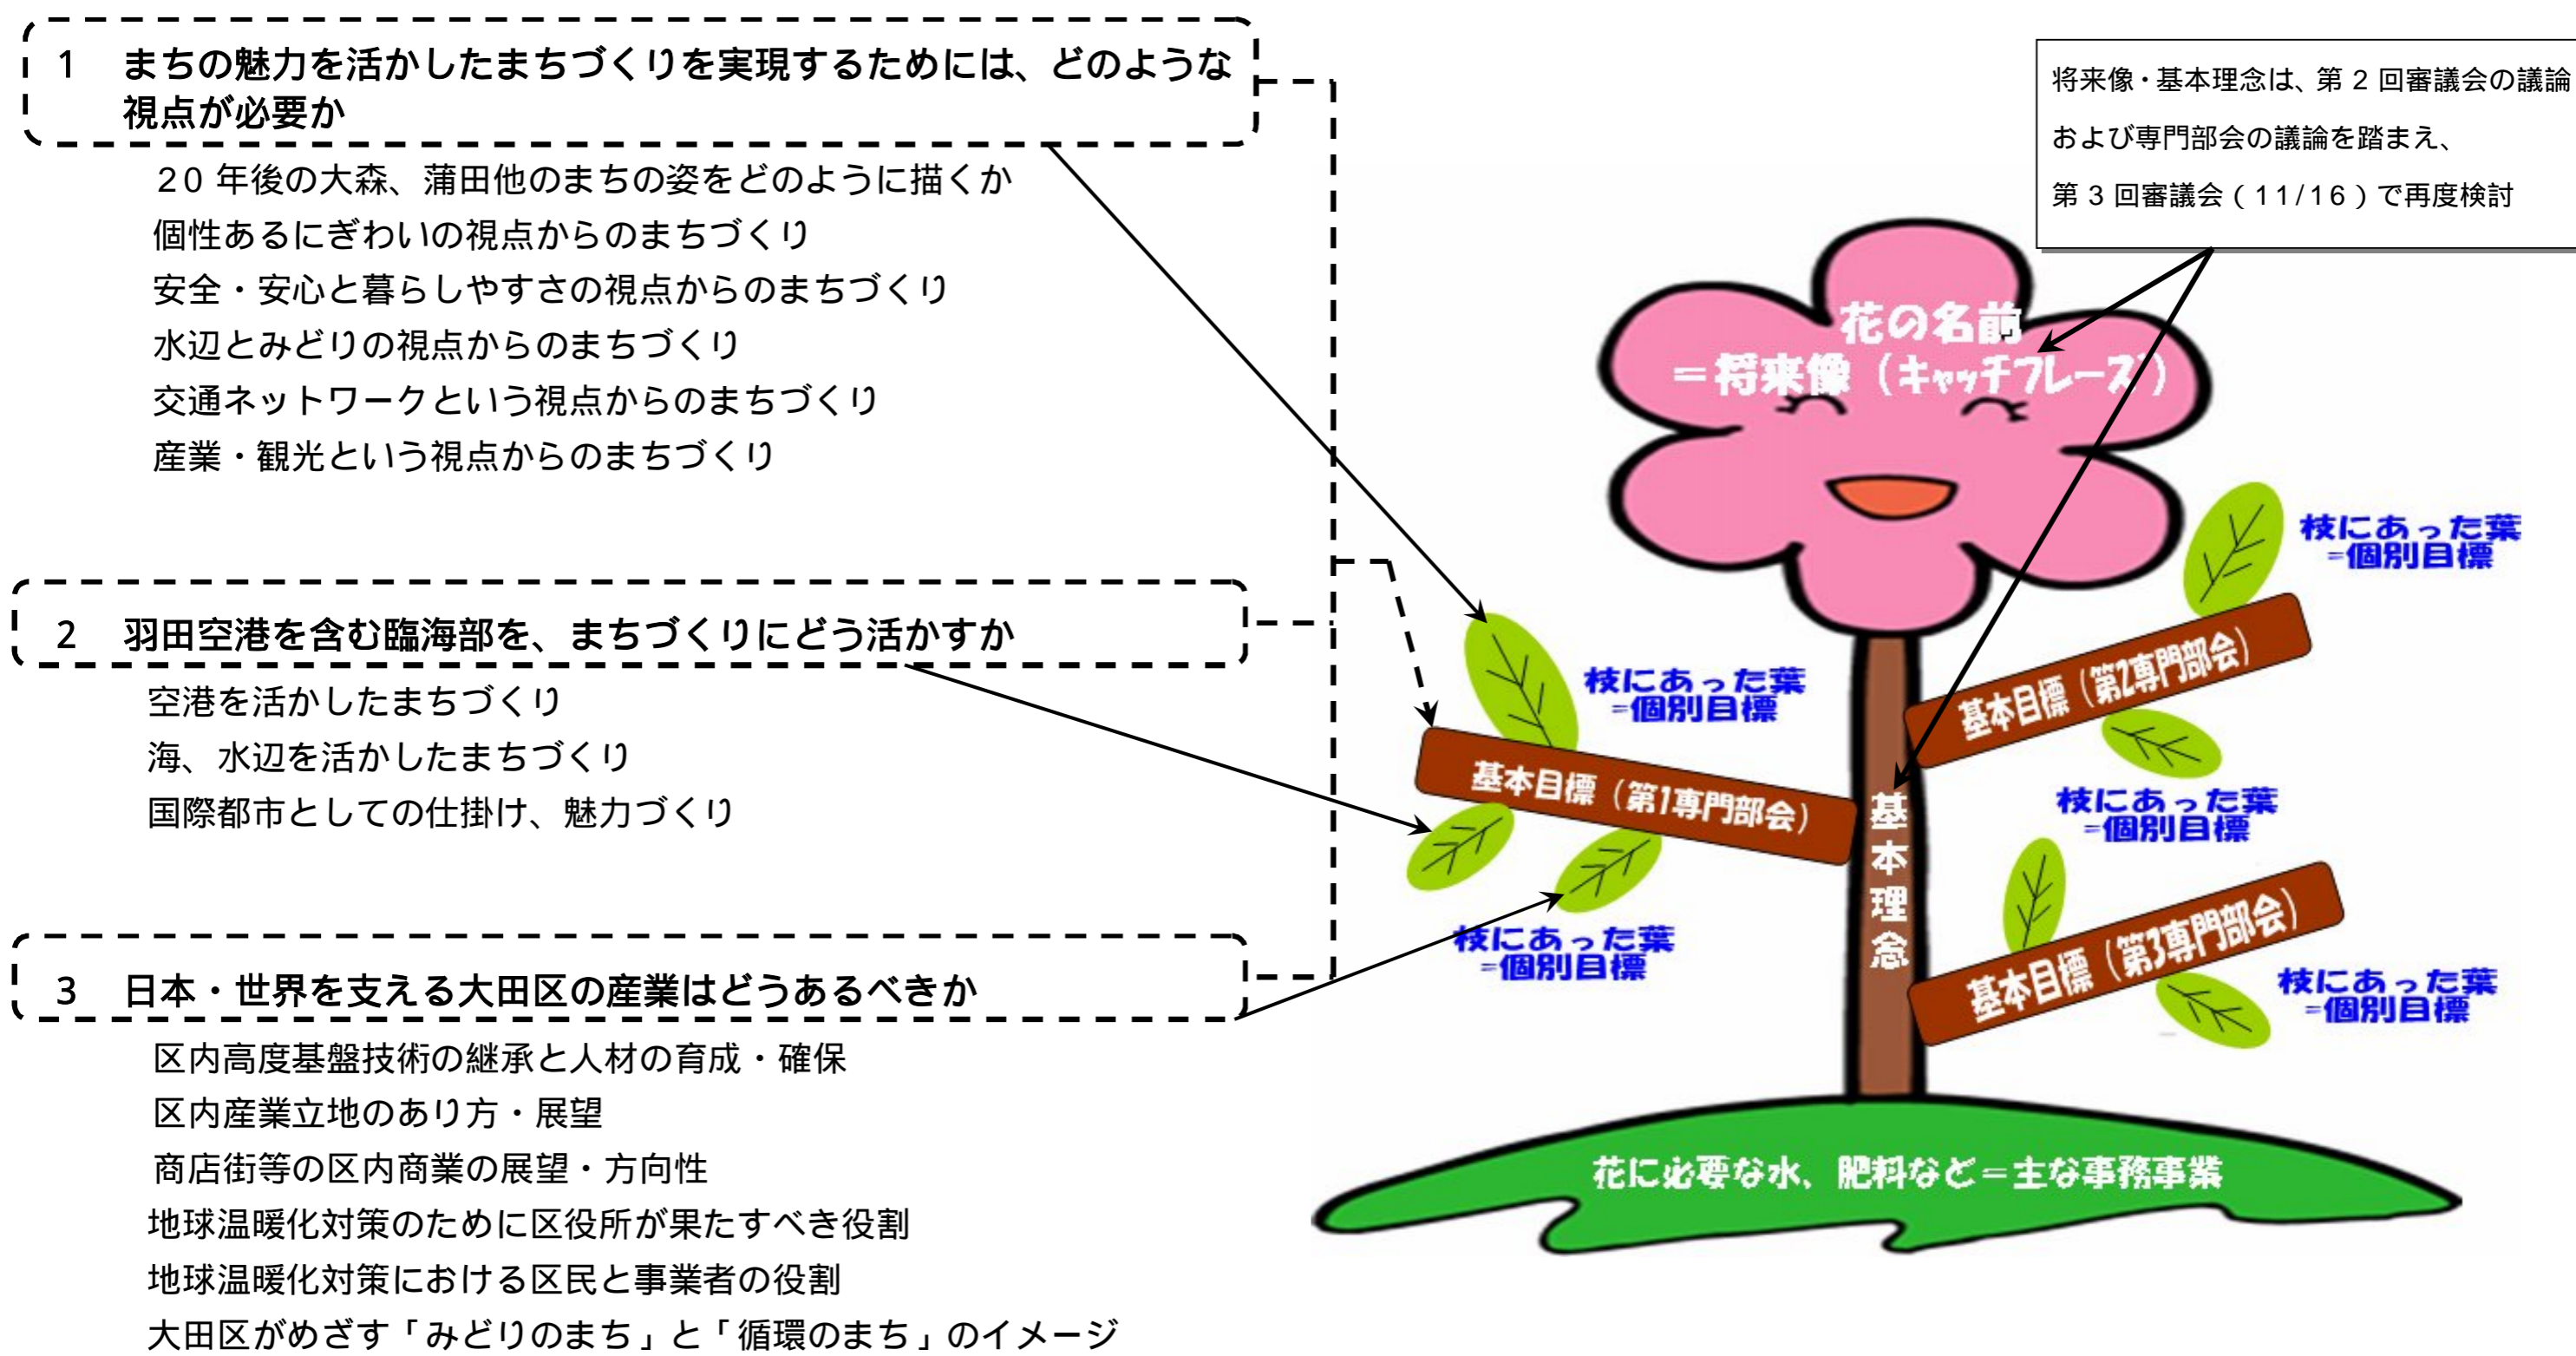 1 まちの魅力を活かしたまちづくりを実現するためには、どのような
視点が必要か
20年後の大森、蒲田他のまちの姿をどのように描くか
個性あるにぎわいの視点からのまちづくり
安全・安心と暮らしやすさの視点からのまちづくり
水辺とみどりの視点からのまちづくり
交通ネットワークという視点からのまちづくり
産業・観光という視点からのまちづくり
2 羽田空港を含む臨海部を、まちづくりにどう活かすか
空港を活かしたまちづくり
海、水辺を活かしたまちづくり
国際都市としての仕掛け、魅力づくり
3 日本・世界を支える大田区の産業はどうあるべきか
区内高度基盤技術の継承と人材の育成・確保
区内産業立地のあり方・展望
商店街等の区内商業の展望・方向性
地球温暖化対策のために区役所が果たすべき役割
地球温暖化対策における区民と事業者の役割
大田区がめざす「みどりのまち」と「循環のまち」のイメージ
将来像・基本理念は、第2回審議会の議論
および専門部会の議論を踏まえ、
第3回審議会(11/16)で再度検討
花の名前
=将来像(キャッチフレーズ)
枝にあった葉
=個別目標
基本目標(第2専門部会)
枝にあった葉
=個別目標
枝にあった葉
=個別目標
基本目標(第1専門部会)
枝にあった葉
=個別目標
基本理念
基本目標(第3専門部会)
枝にあった葉
=個別目標
花に必要な水、肥料など=主な事務事業